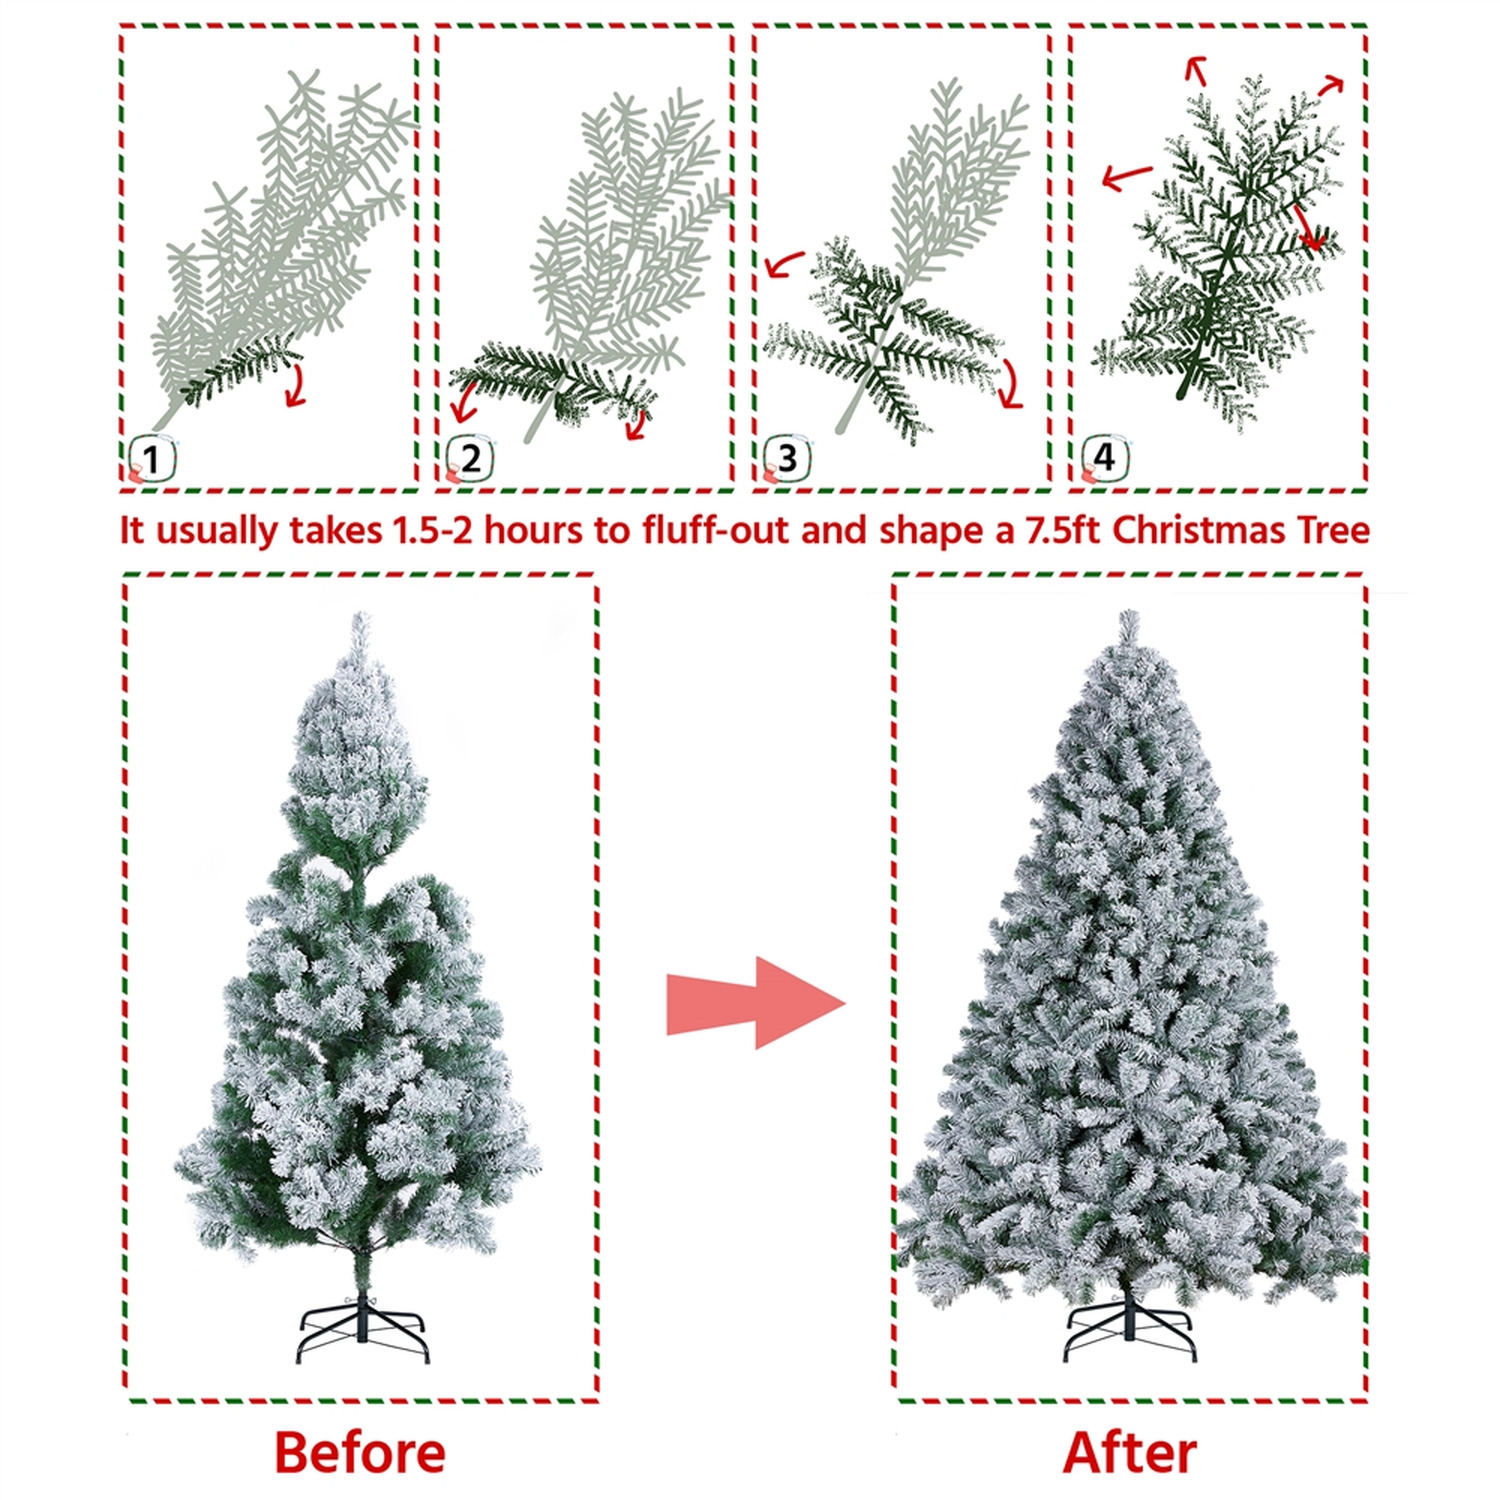 1
2
3
4
It usually takes 1.5-2 hours to fluff-out and shape a 7.5ft Christmas Tree
Before
After